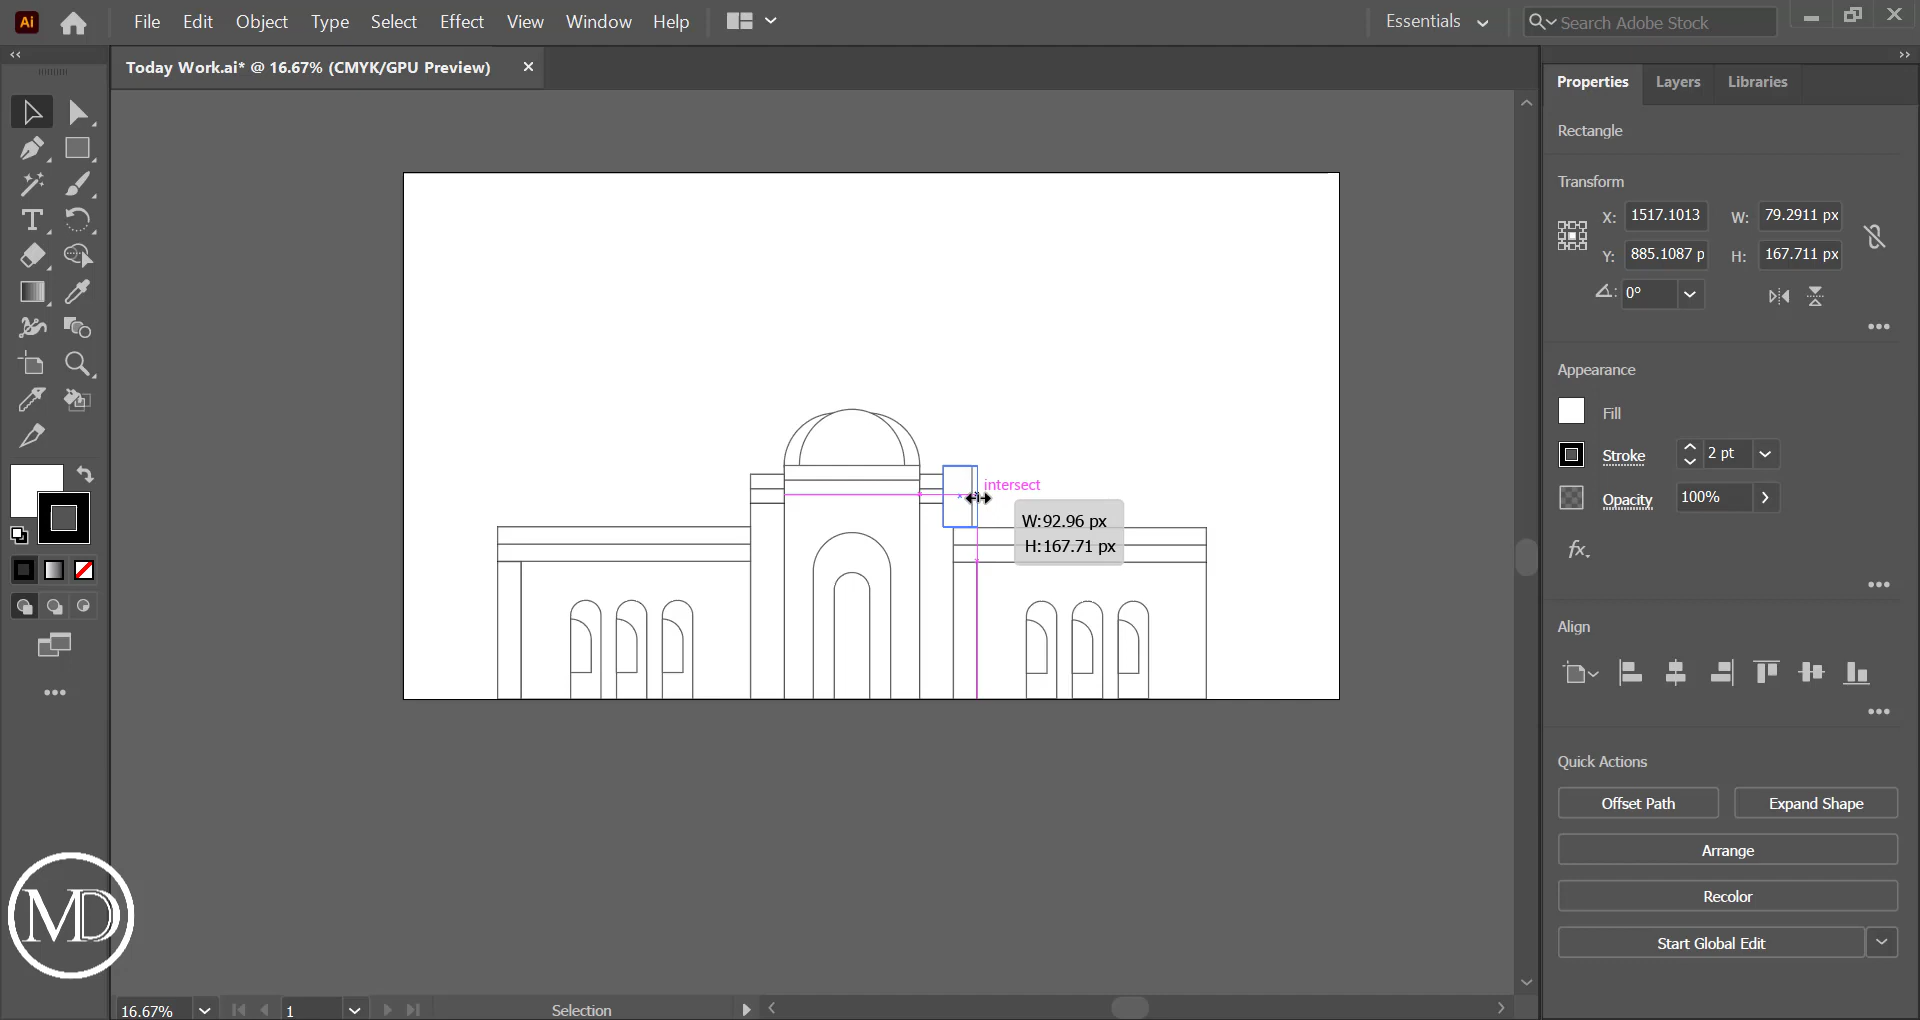 Ai File Edit Object Type Select Effect View Window Help Essentials Search Adobe Stock
Today Work.ai* @ 16.67% (CMYK/GPU Preview)
Properties Layers Libraries
Rectangle
Transform
X: 1517.1013 W: 79.2911 px
Y: 885.1087 p H: 167.711 px
0°
Appearance
Fill
Stroke 2 pt
Opacity 100%
fx.
Align
Quick Actions
Offset Path Expand Shape
Arrange
Recolor
Start Global Edit
intersect
W:92.96 px
H:167.71 px
MD
16.67% 1 Selection